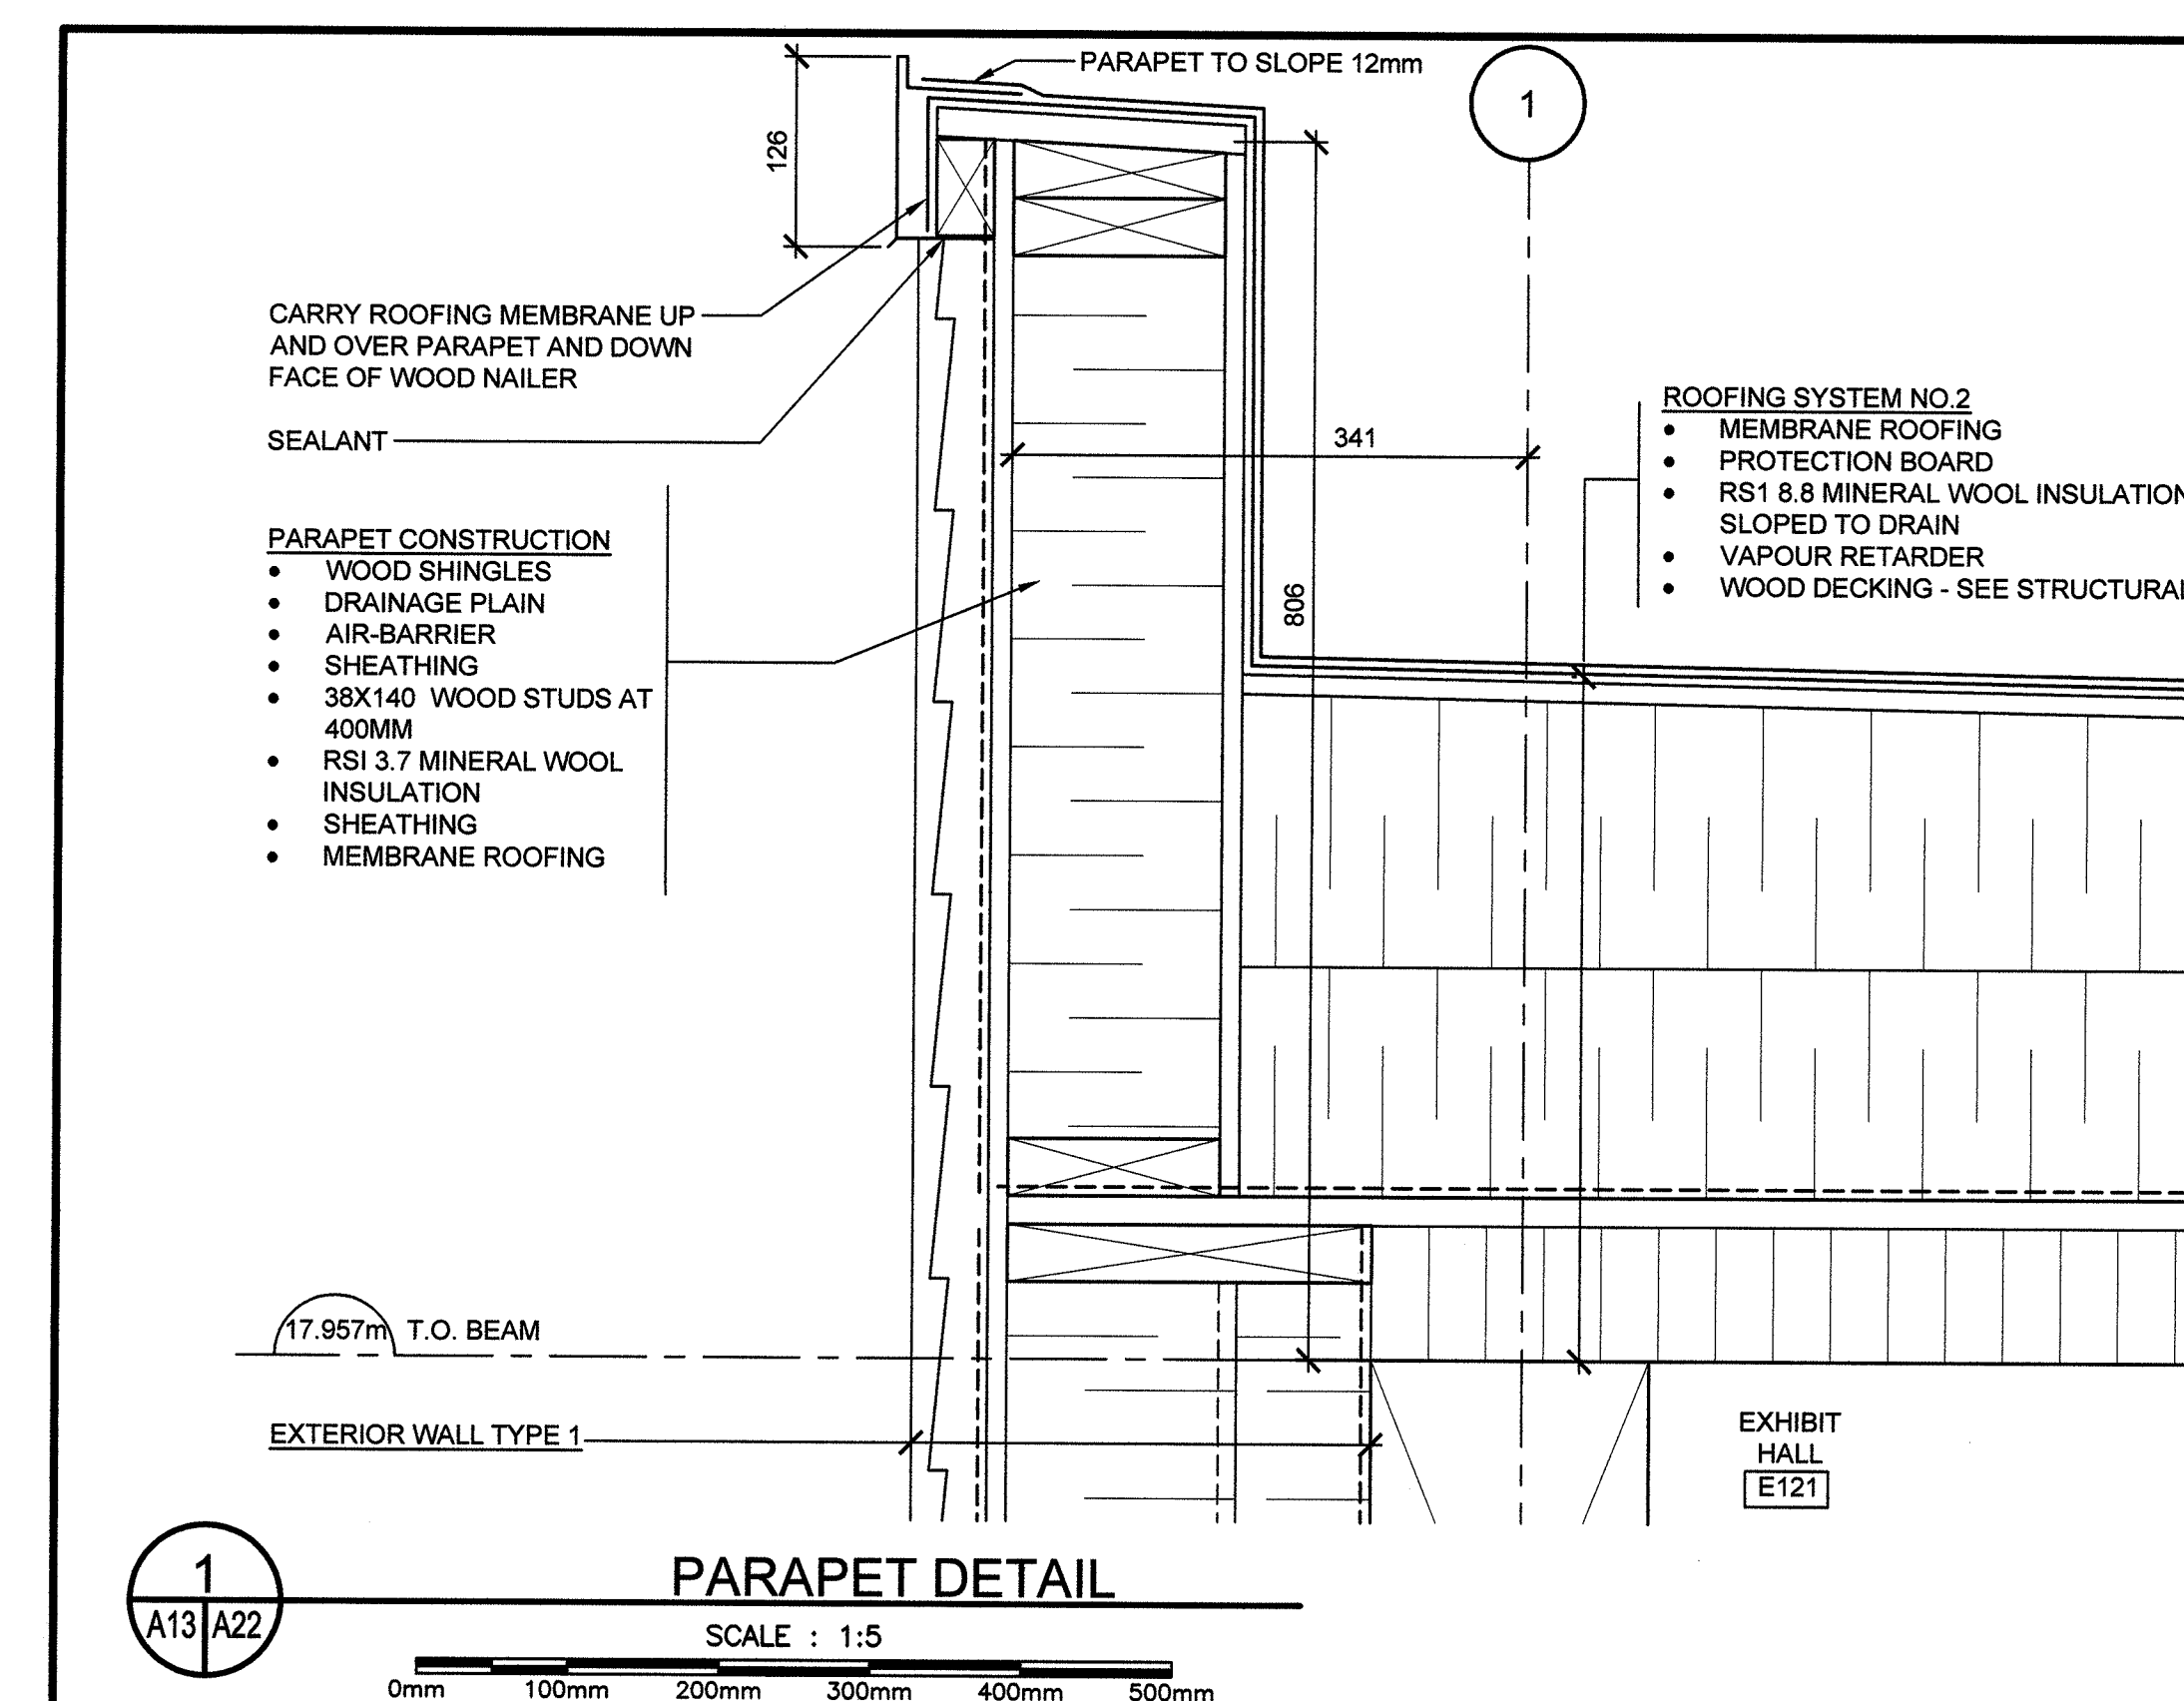 PARAPET TO SLOPE 12mm
1
126
CARRY ROOFING MEMBRANE UP
AND OVER PARAPET AND DOWN
FACE OF WOOD NAILER
SEALANT
341
806
ROOFING SYSTEM NO.2
• MEMBRANE ROOFING
• PROTECTION BOARD
• RS1 8.8 MINERAL WOOL INSULATION
SLOPED TO DRAIN
• VAPOUR RETARDER
• WOOD DECKING - SEE STRUCTURAL
PARAPET CONSTRUCTION
• WOOD SHINGLES
• DRAINAGE PLAIN
• AIR-BARRIER
• SHEATHING
• 38X140 WOOD STUDS AT
400MM
• RSI 3.7 MINERAL WOOL
INSULATION
• SHEATHING
• MEMBRANE ROOFING
17.957m T.O. BEAM
EXTERIOR WALL TYPE 1
EXHIBIT
HALL
E121
1
A13 A22
PARAPET DETAIL
SCALE : 1:5
0mm 100mm 200mm 300mm 400mm 500mm